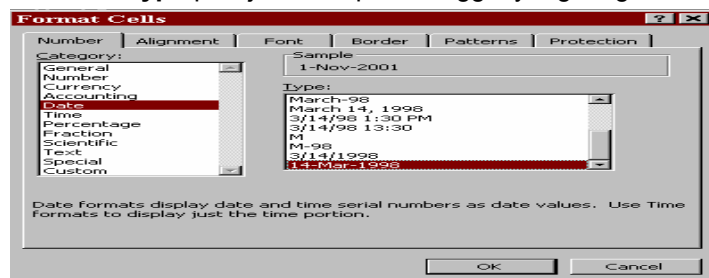 Format Cells
Number Alignment Font Border Patterns Protection
Category:
General
Number
Currency
Accounting
Date
Time
Percentage
Fraction
Scientific
Text
Special
Custom
Sample
1-Nov-2001
Type:
March-98
March 14, 1998
3/14/98 1:30 PM
3/14/98 13:30
M
M-98
3/14/1998
14-Mar-1998
Date formats display date and time serial numbers as date values. Use Time
formats to display just the time portion.
OK Cancel